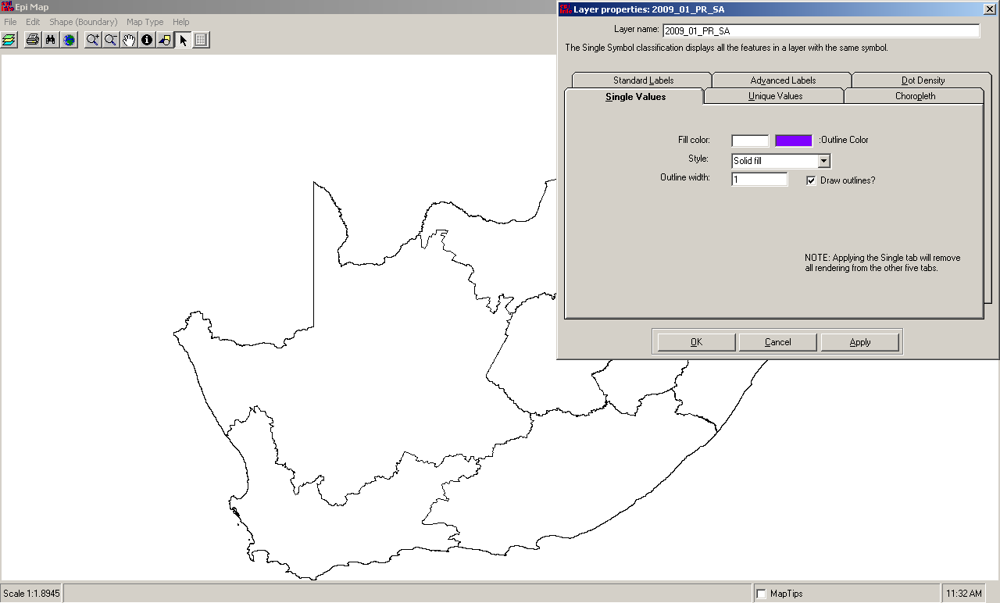 epi info Epi Map
File Edit Shape (Boundary) Map Type Help
epi info Layer properties: 2009_01_PR_SA
Layer name: 2009_01_PR_SA
The Single Symbol classification displays all the features in a layer with the same symbol.
Standard Labels Advanced Labels Dot Density
Single Values Unique Values Choropleth
Fill color: :Outline Color
Style: Solid fill
Outline width: 1 Draw outlines?
NOTE: Applying the Single tab will remove
all rendering from the other five tabs.
OK Cancel Apply
Scale 1:1.8945 MapTips 11:32 AM